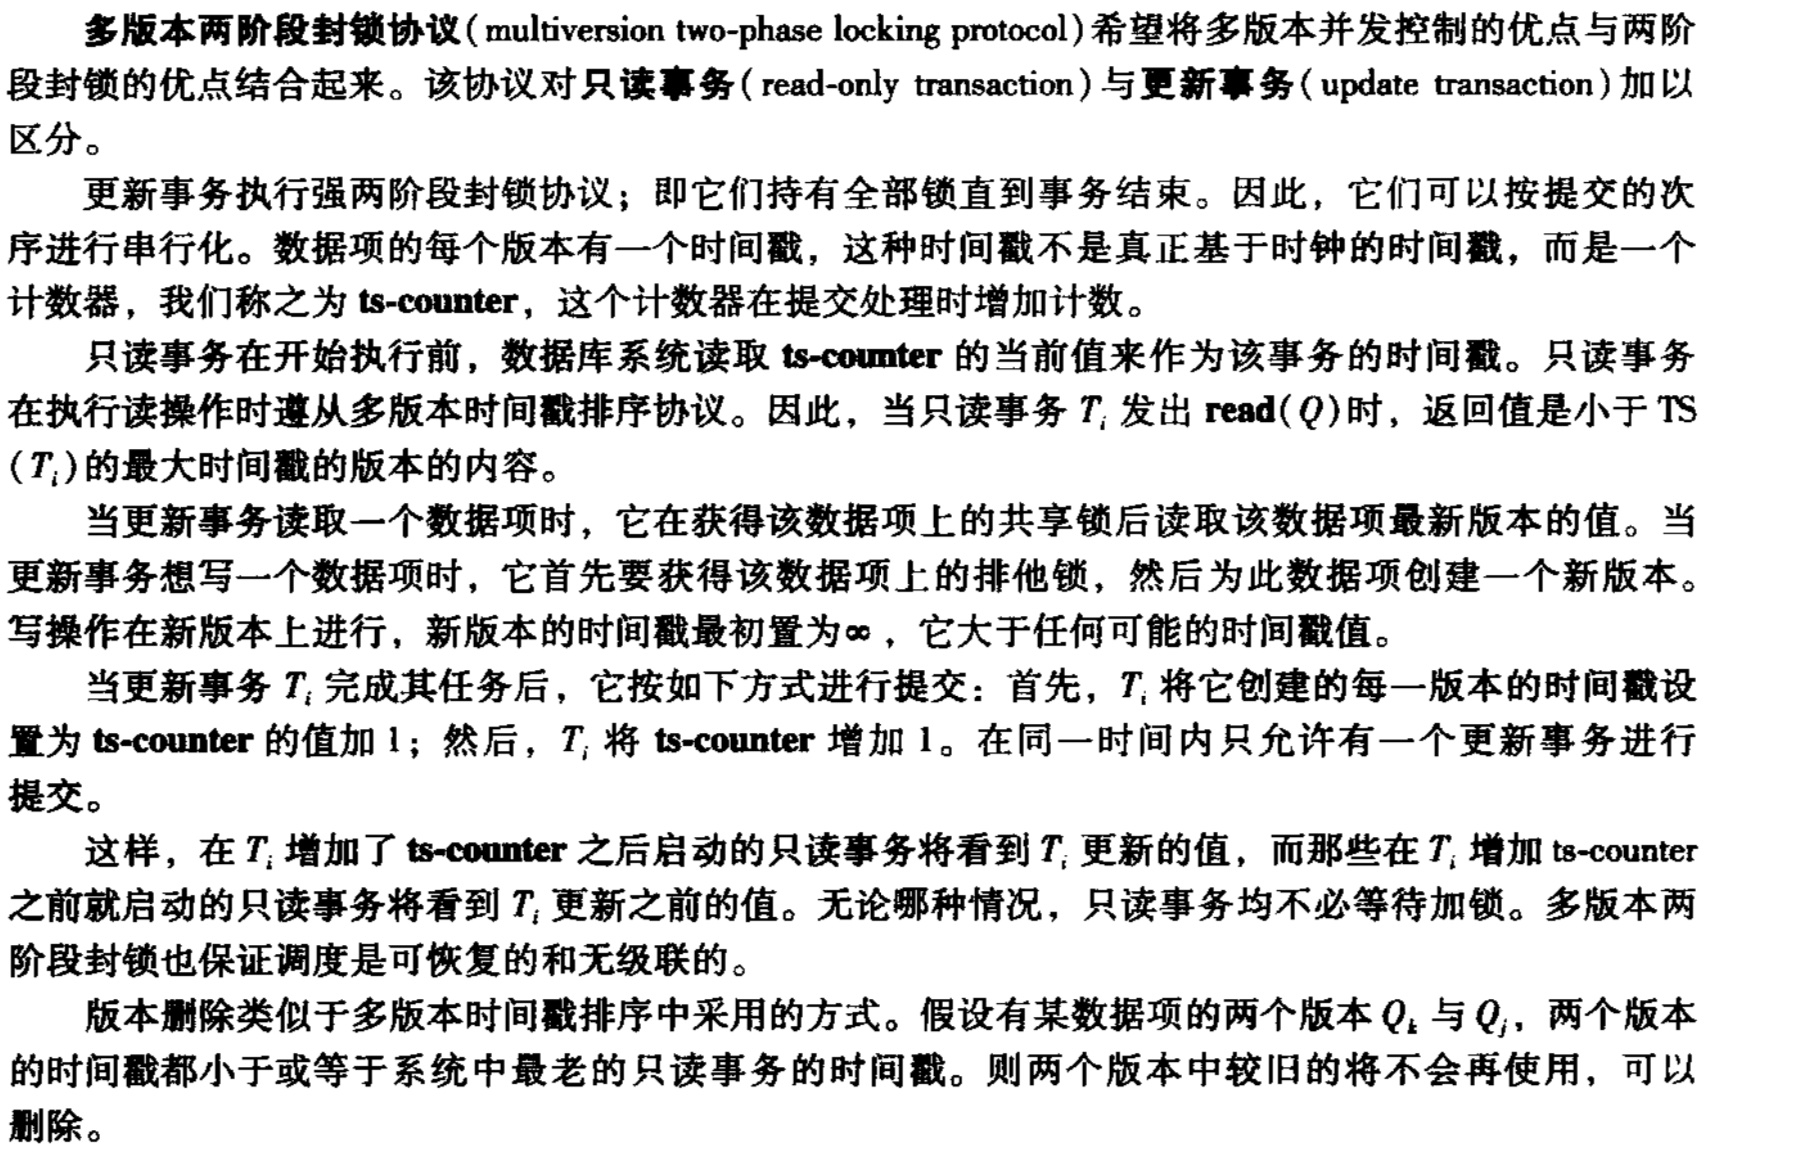 多版本两阶段封锁协议(multiversion two-phase locking protocol)希望将多版本并发控制的优点与两阶
段封锁的优点结合起来。该协议对只读事务(read-only transaction)与更新事务(update transaction)加以
区分。
更新事务执行强两阶段封锁协议；即它们持有全部锁直到事务结束。因此，它们可以按提交的次
序进行串行化。数据项的每个版本有一个时间戳，这种时间戳不是真正基于时钟的时间戳，而是一个
计数器，我们称之为 ts-counter，这个计数器在提交处理时增加计数。
只读事务在开始执行前，数据库系统读取 ts-counter 的当前值来作为该事务的时间戳。只读事务
在执行读操作时遵从多版本时间戳排序协议。因此，当只读事务 Ti 发出 read(Q)时，返回值是小于 TS
(Ti)的最大时间戳的版本的内容。
当更新事务读取一个数据项时，它在获得该数据项上的共享锁后读取该数据项最新版本的值。当
更新事务想写一个数据项时，它首先要获得该数据项上的排他锁，然后为此数据项创建一个新版本。
写操作在新版本上进行，新版本的时间戳最初置为∞，它大于任何可能的时间戳值。
当更新事务 Ti 完成其任务后，它按如下方式进行提交：首先，Ti 将它创建的每一版本的时间戳设
置为 ts-counter 的值加 1；然后，Ti 将 ts-counter 增加 1。在同一时间内只允许有一个更新事务进行
提交。
这样，在 Ti 增加了 ts-counter 之后启动的只读事务将看到 Ti 更新的值，而那些在 Ti 增加 ts-counter
之前就启动的只读事务将看到 Ti 更新之前的值。无论哪种情况，只读事务均不必等待加锁。多版本两
阶段封锁也保证调度是可恢复的和无级联的。
版本删除类似于多版本时间戳排序中采用的方式。假设有某数据项的两个版本 Qk 与 Qj，两个版本
的时间戳都小于或等于系统中最老的只读事务的时间戳。则两个版本中较旧的将不会再使用，可以
删除。